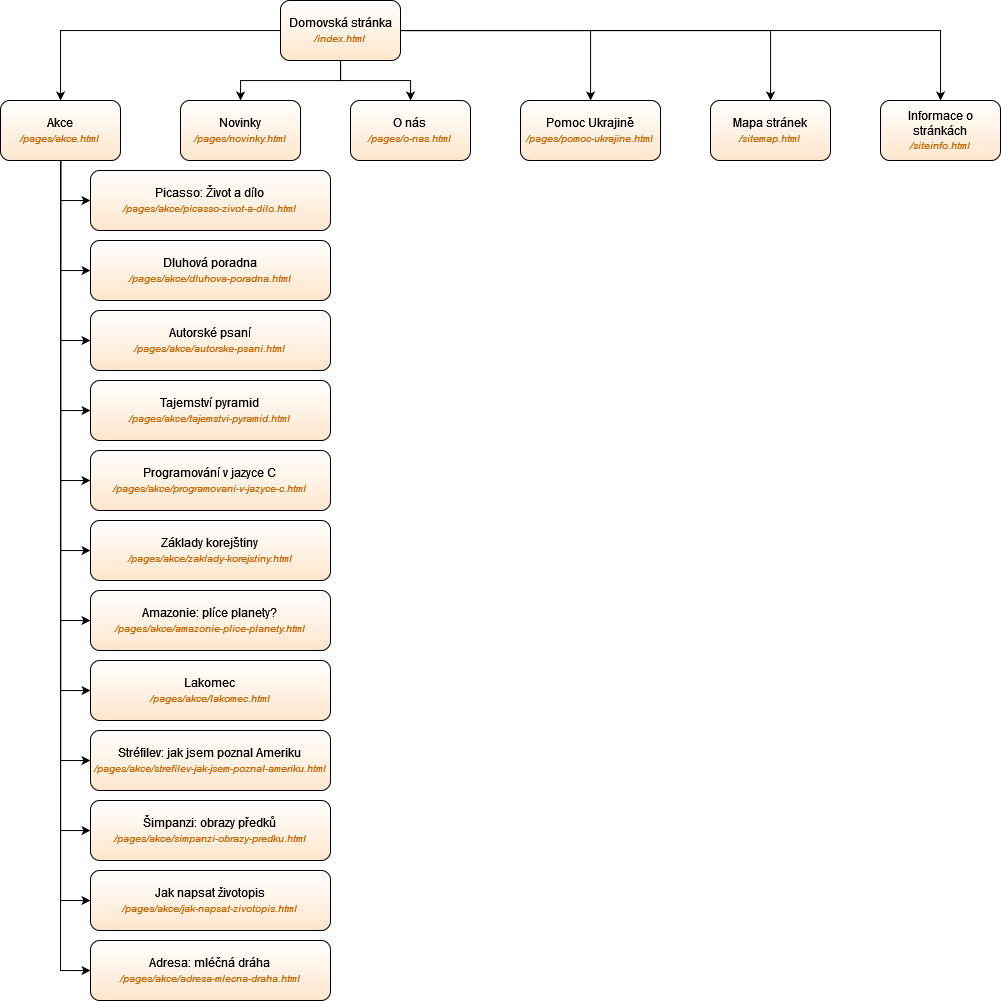 Domovská stránka
/index.html
Akce
/pages/akce.html
Novinky
/pages/novinky.html
O nás
/pages/o-nas.html
Pomoc Ukrajině
/pages/pomoc-ukrajine.html
Mapa stránek
/sitemap.html
Informace o
stránkách
/siteinfo.html
Picasso: Život a dílo
/pages/akce/picasso-zivot-a-dilo.html
Dluhová poradna
/pages/akce/dluhova-poradna.html
Autorské psaní
/pages/akce/autorske-psani.html
Tajemství pyramid
/pages/akce/tajemstvi-pyramid.html
Programování v jazyce C
/pages/akce/programovani-v-jazyce-c.html
Základy korejštiny
/pages/akce/zaklady-korejstiny.html
Amazonie: plíce planety?
/pages/akce/amazonie-plice-planety.html
Lakomec
/pages/akce/lakomec.html
Stréfilev: jak jsem poznal Ameriku
/pages/akce/strefilev-jak-jsem-poznal-ameriku.html
Šimpanzi: obrazy předků
/pages/akce/simpanzi-obrazy-predku.html
Jak napsat životopis
/pages/akce/jak-napsat-zivotopis.html
Adresa: mléčná dráha
/pages/akce/adresa-mlecna-draha.html